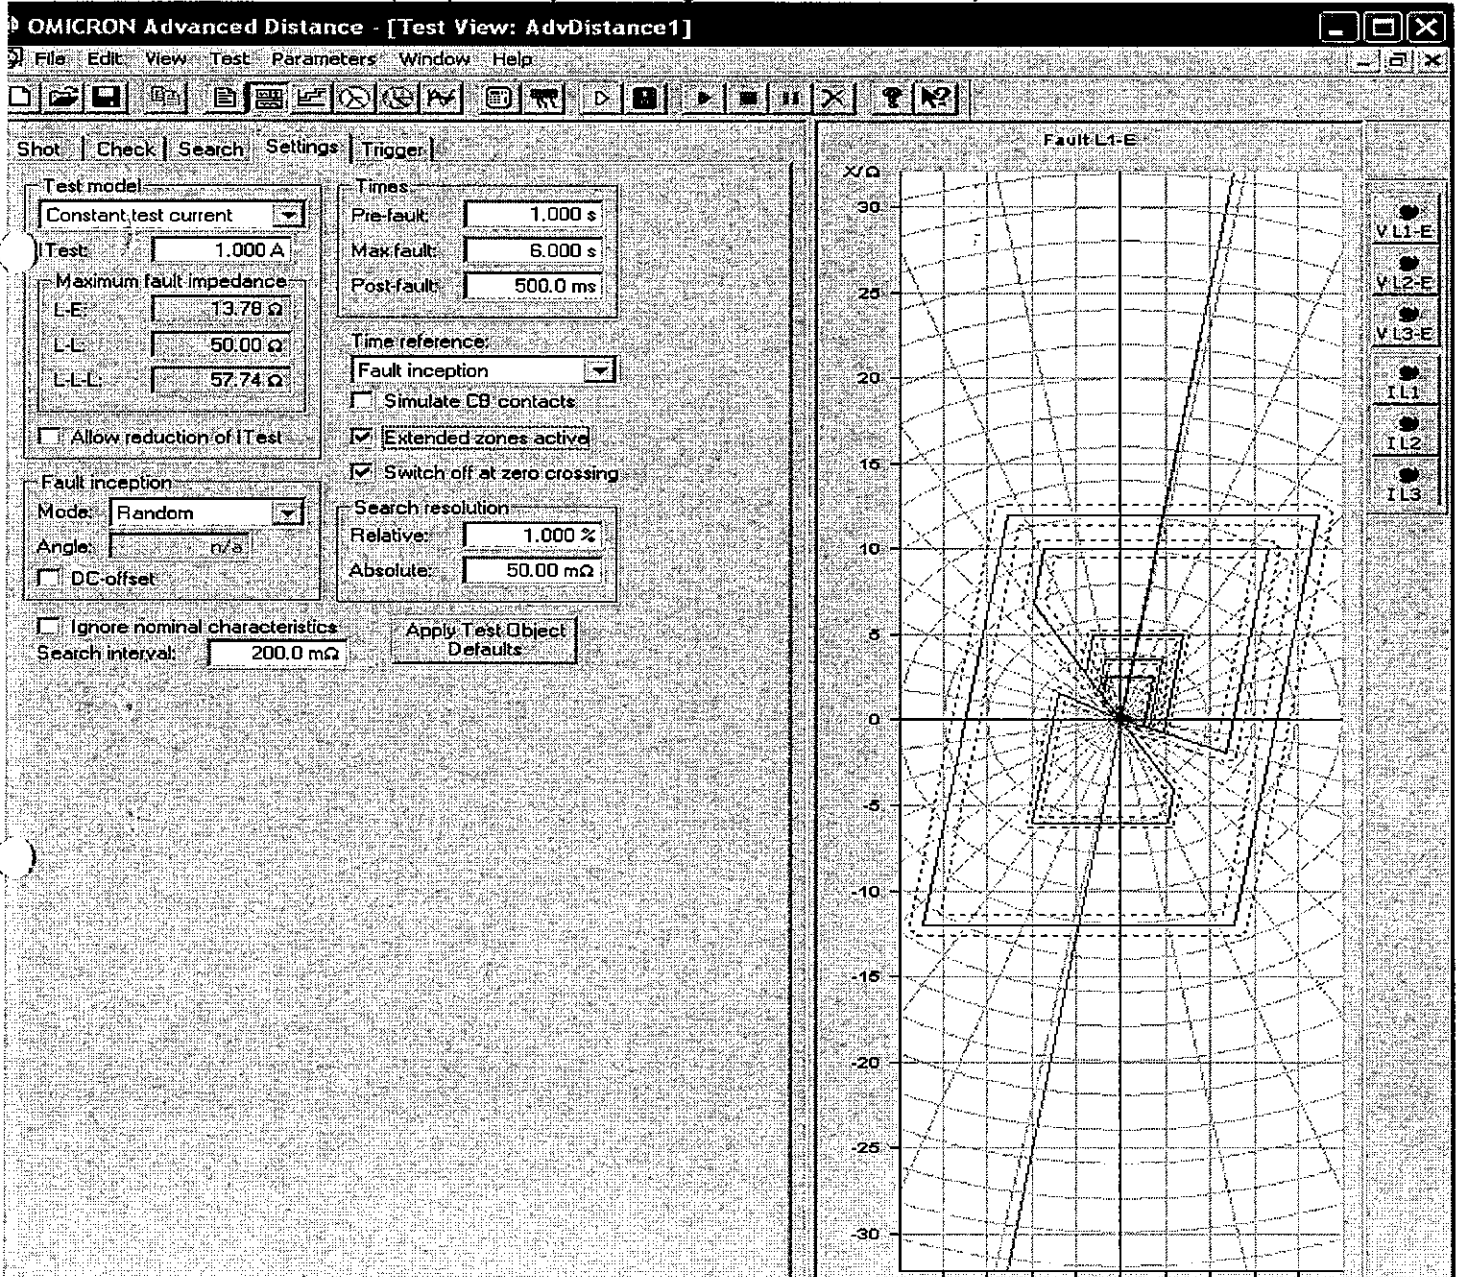 OMICRON Advanced Distance - [Test View: AdvDistance1]
File Edit View Test Parameters Window Help
Shot Check Search Settings Trigger
Test model
Constant test current
ITest: 1.000 A
Maximum fault impedance
L-E: 13.78 Ω
L-L: 50.00 Ω
L-L-L: 57.74 Ω
Allow reduction of ITest
Fault inception
Mode: Random
Angle: n/a
DC-offset
Ignore nominal characteristics
Search interval: 200.0 mΩ
Times
Pre-fault: 1.000 s
Max.fault: 6.000 s
Post-fault: 500.0 ms
Time reference:
Fault inception
Simulate CB contacts
Extended zones active
Switch off at zero crossing
Search resolution
Relative: 1.000 %
Absolute: 50.00 mΩ
Apply Test Object
Defaults
Fault L1-E
X/Ω
30
25
20
15
10
5
0
-5
-10
-15
-20
-25
-30
V L1-E
V L2-E
V L3-E
I L1
I L2
I L3